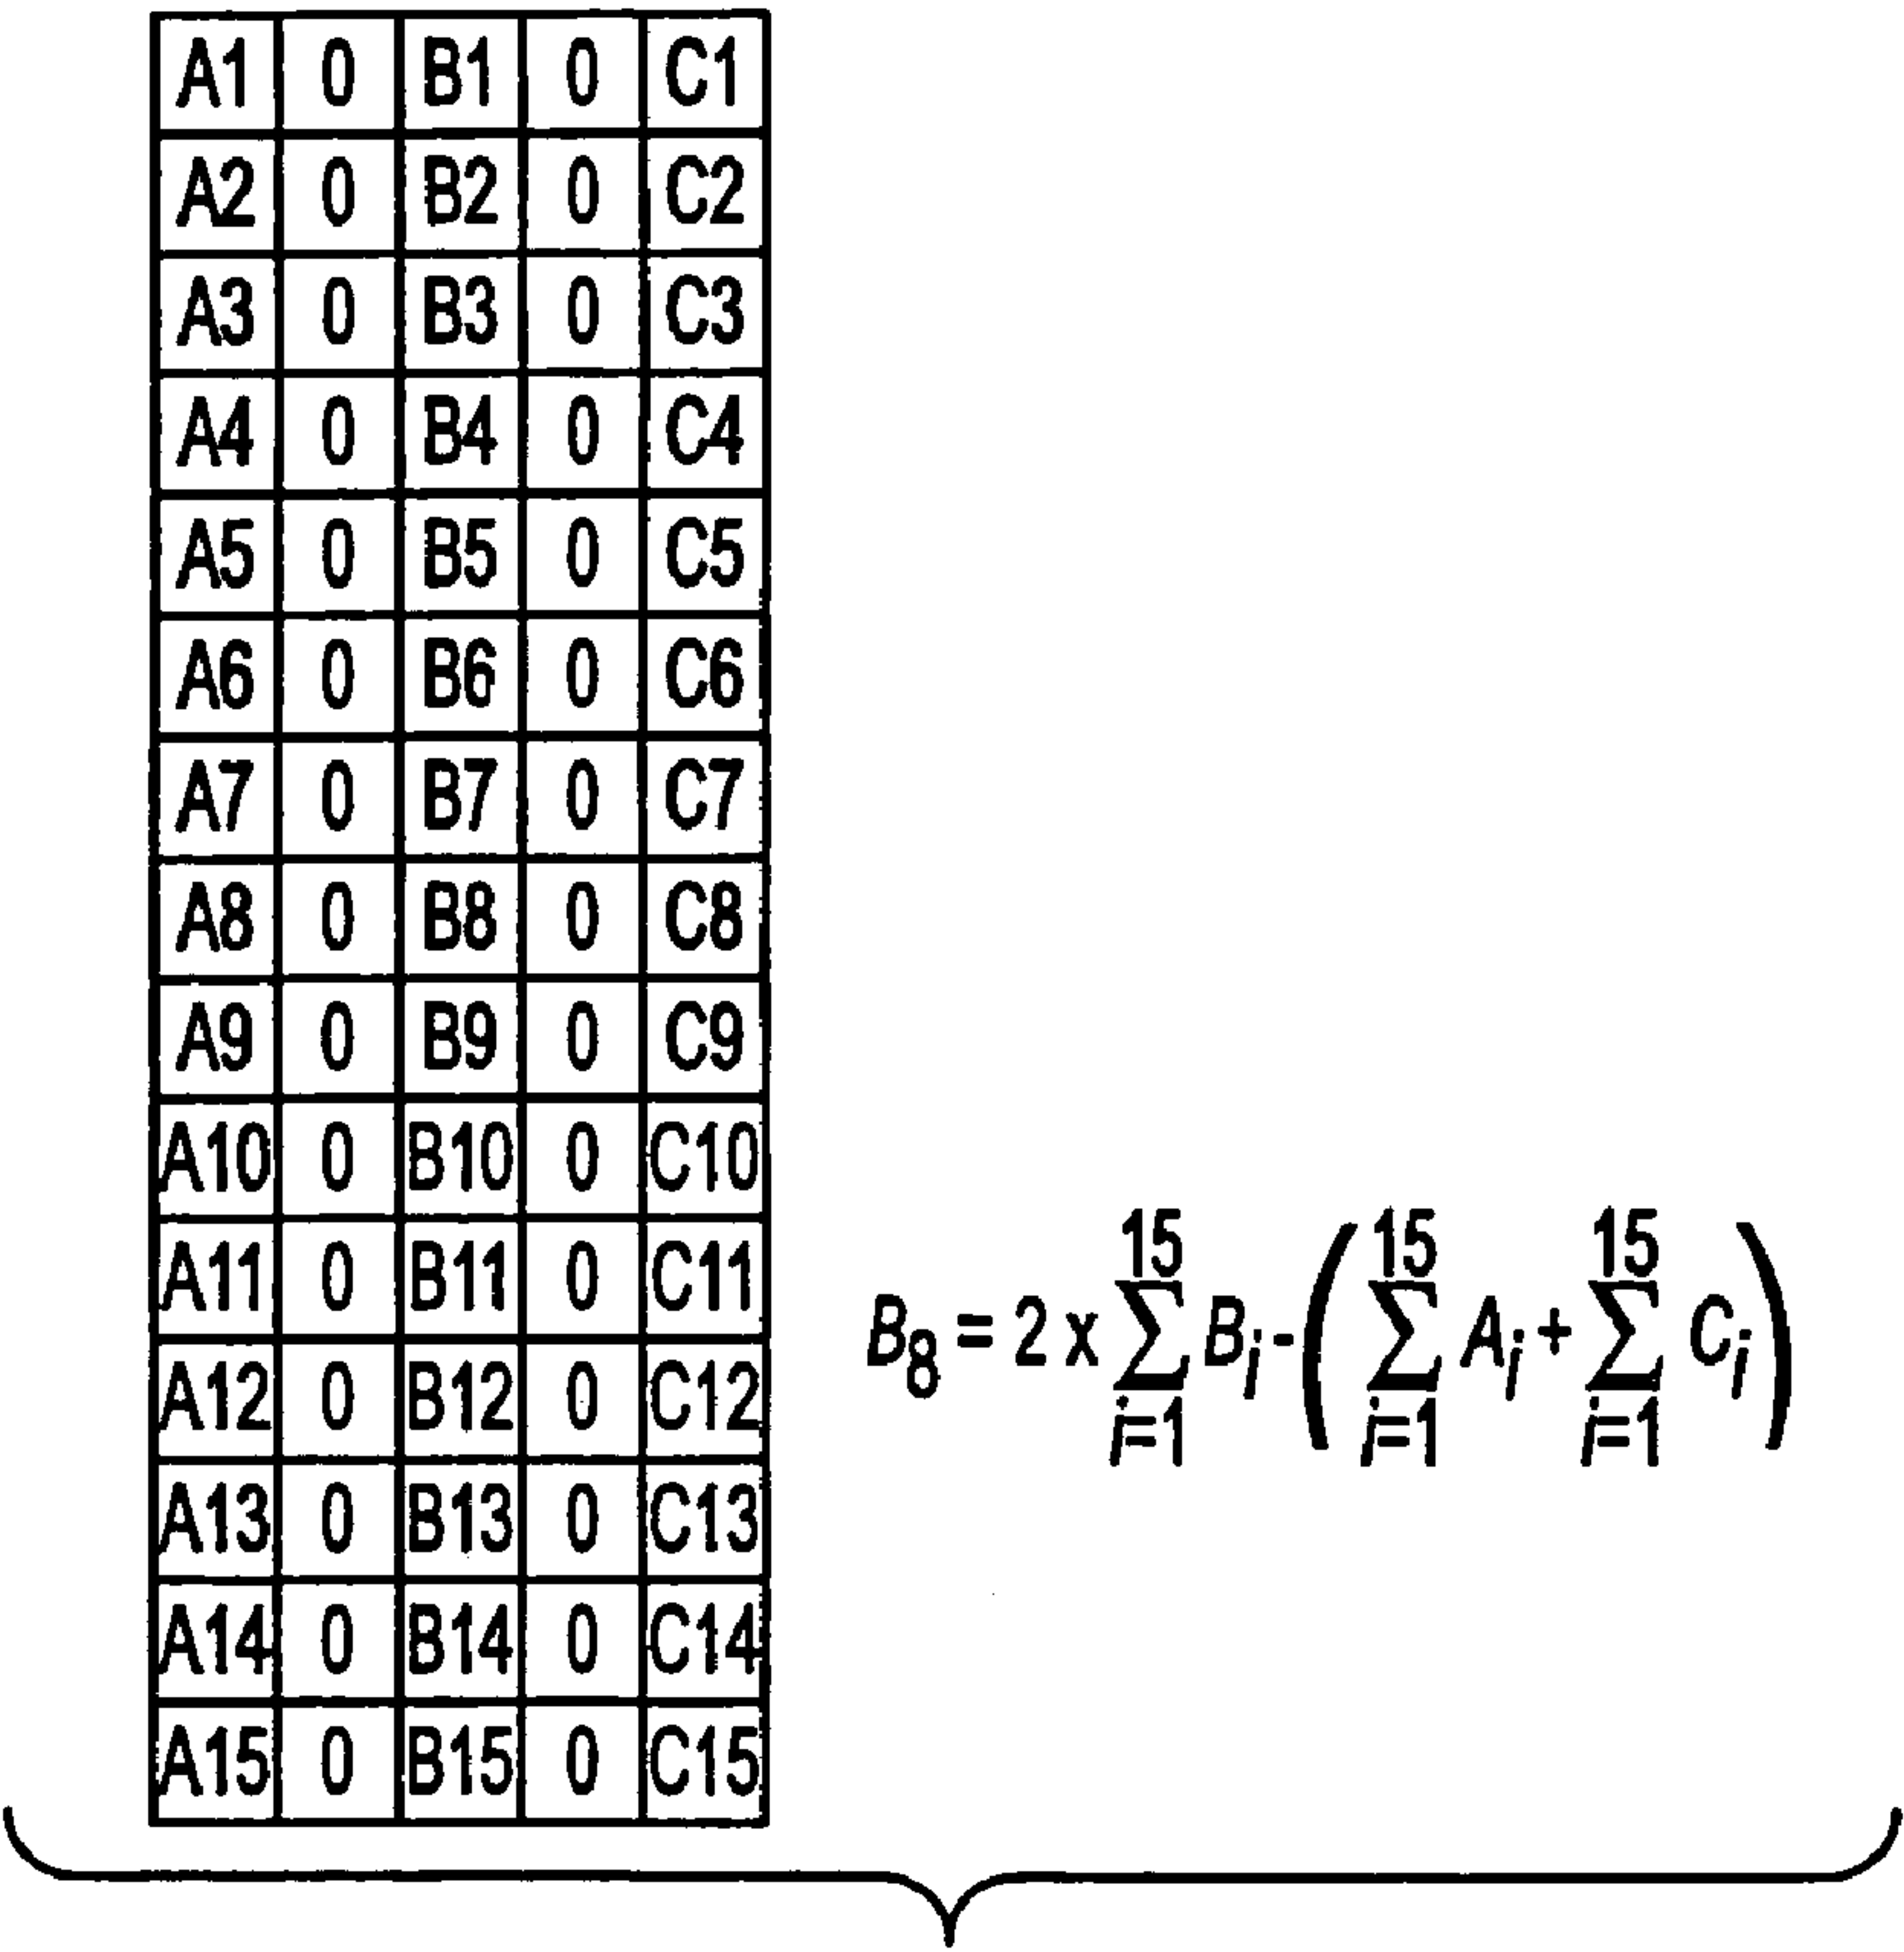 A1 0 B1 0 C1
A2 0 B2 0 C2
A3 0 B3 0 C3
A4 0 B4 0 C4
A5 0 B5 0 C5
A6 0 B6 0 C6
A7 0 B7 0 C7
A8 0 B8 0 C8
A9 0 B9 0 C9
A10 0 B10 0 C10
A11 0 B11 0 C11
A12 0 B12 0 C12
A13 0 B13 0 C13
A14 0 B14 0 C14
A15 0 B15 0 C15
B₈ = 2 x ∑_{i=1}^{15} B_i - ( ∑_{i=1}^{15} A_i + ∑_{i=1}^{15} C_i )